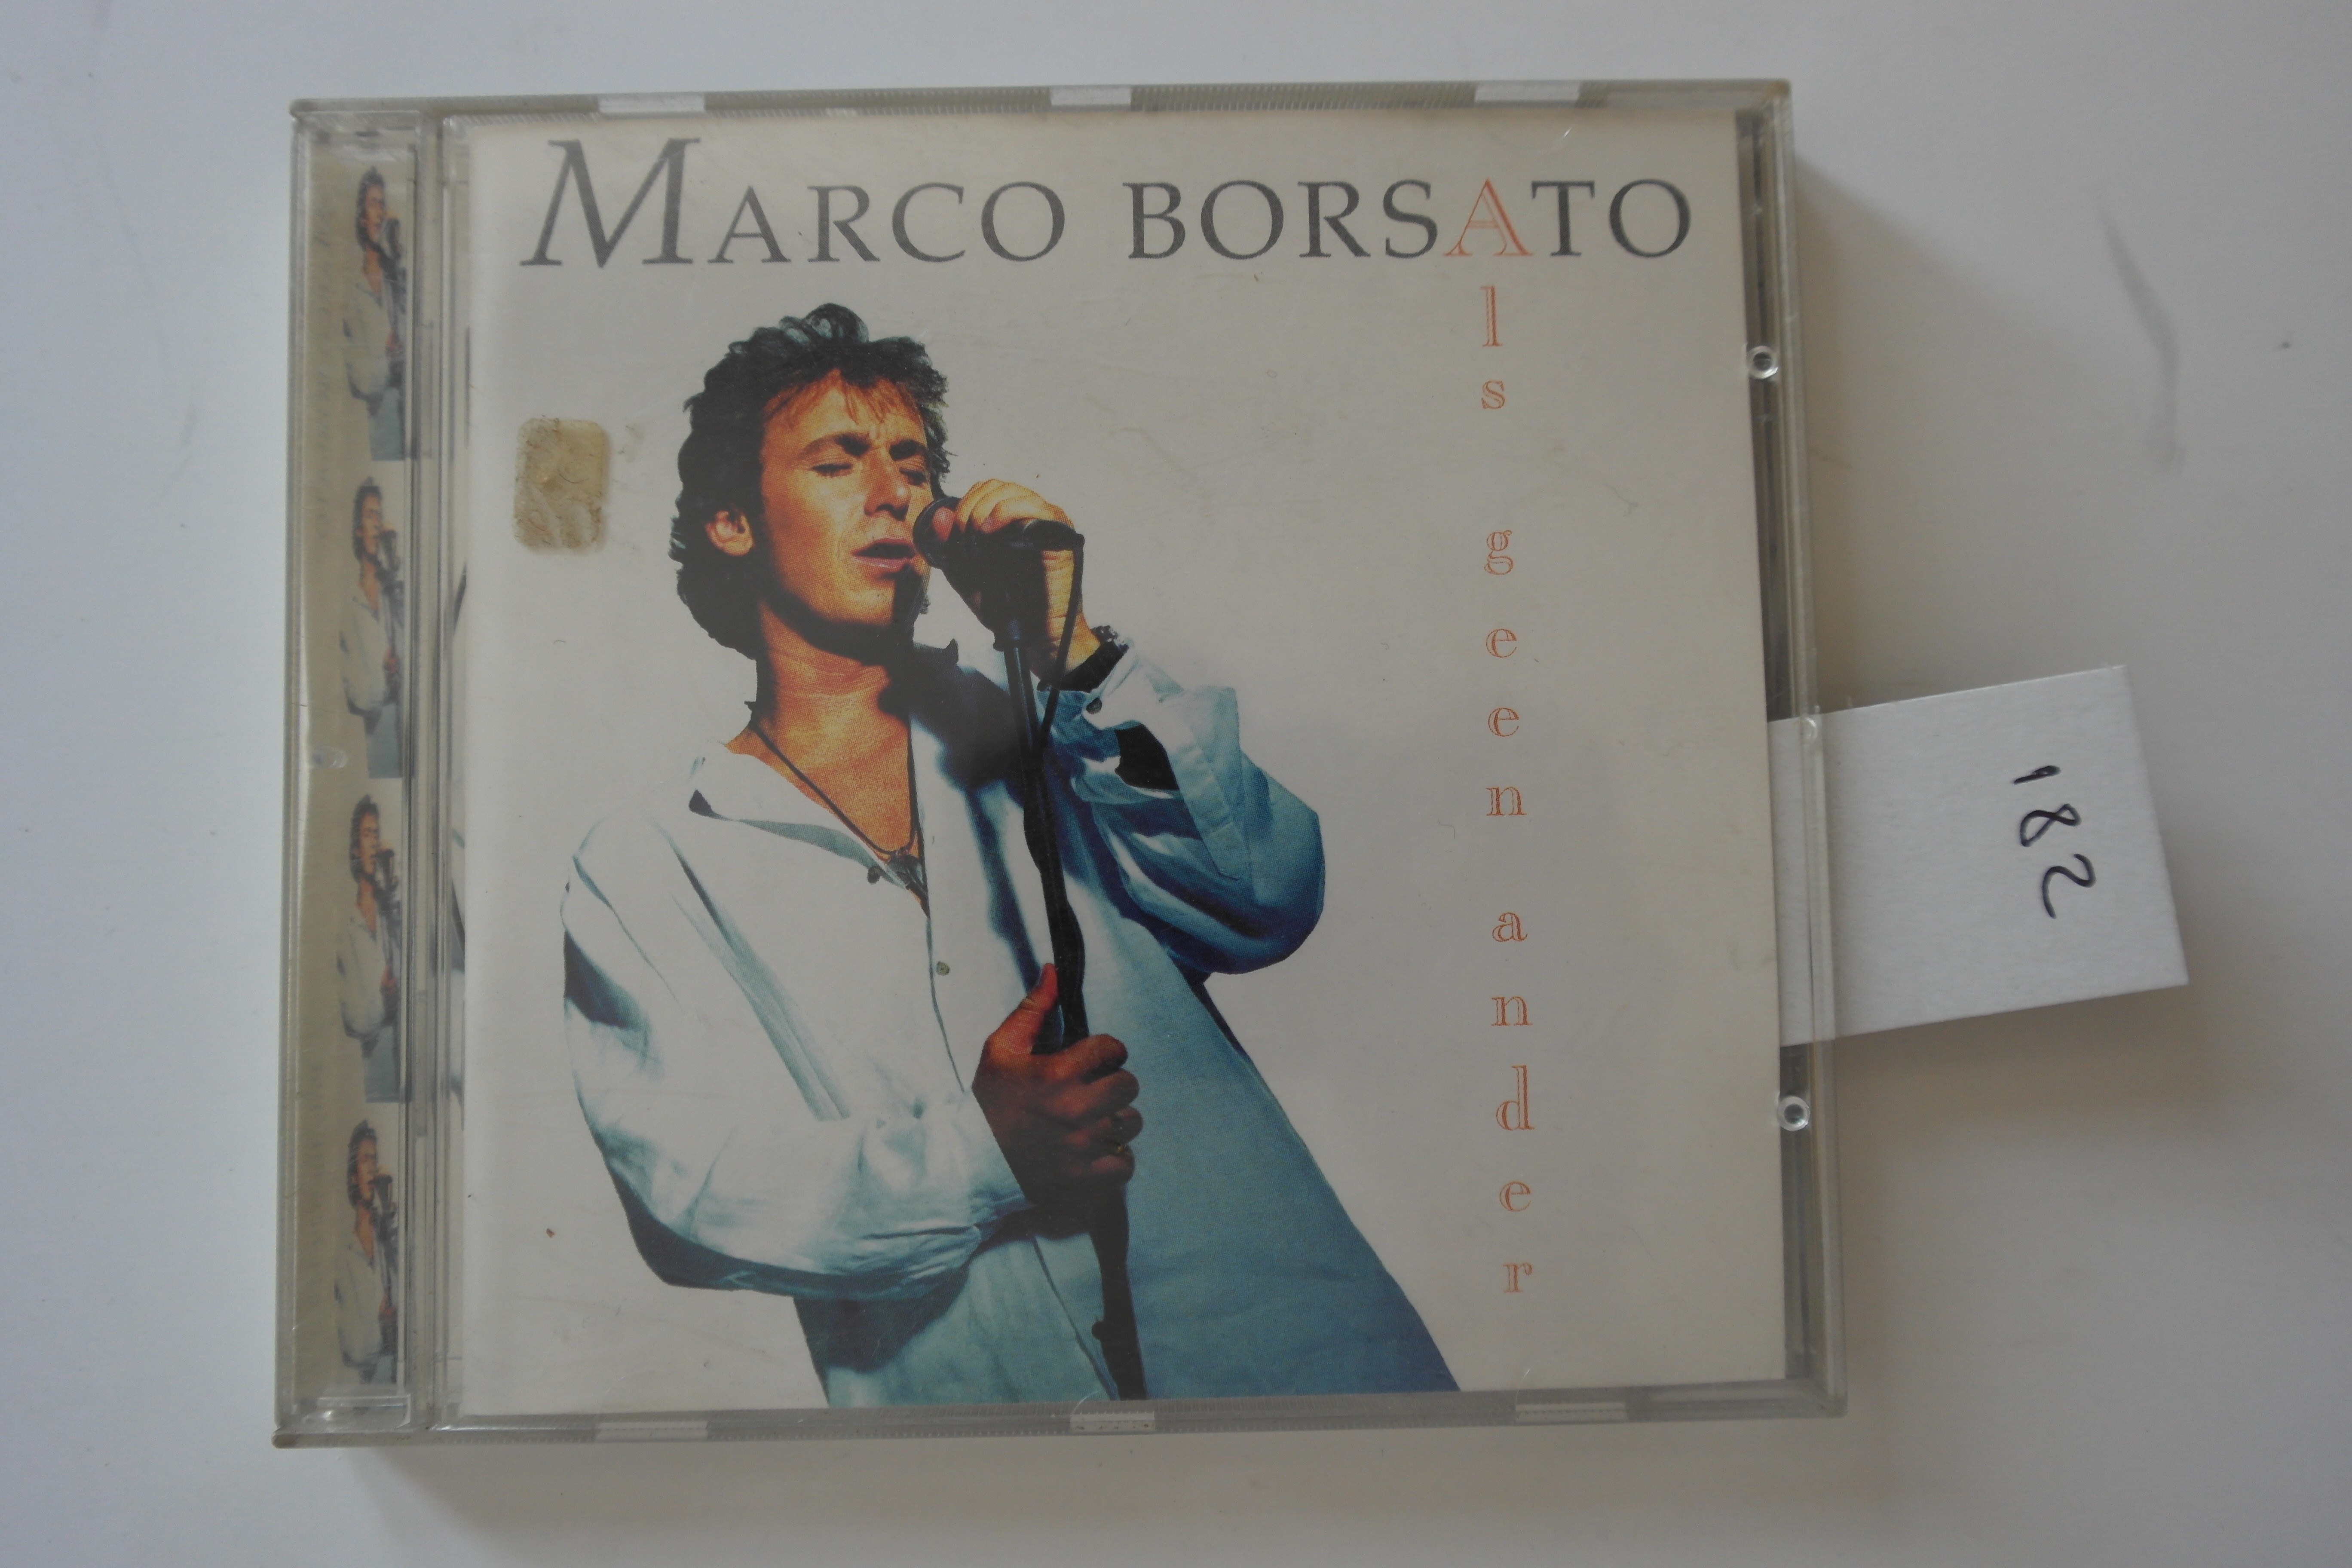 MARCO BORSATO
Als geen ander
182